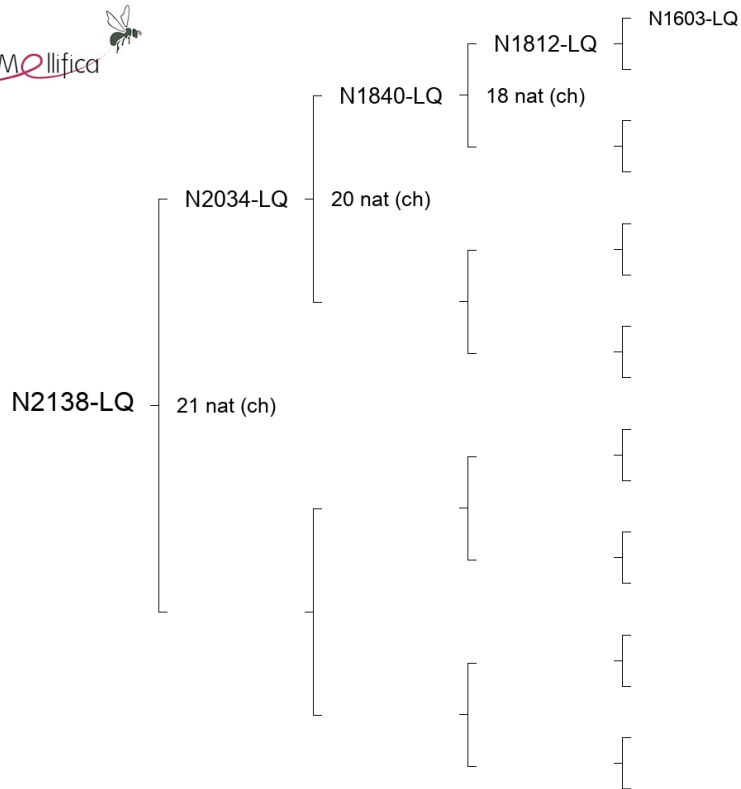 Mellifica
N1603-LQ
N1812-LQ
N1840-LQ
18 nat (ch)
N2034-LQ
20 nat (ch)
N2138-LQ
21 nat (ch)